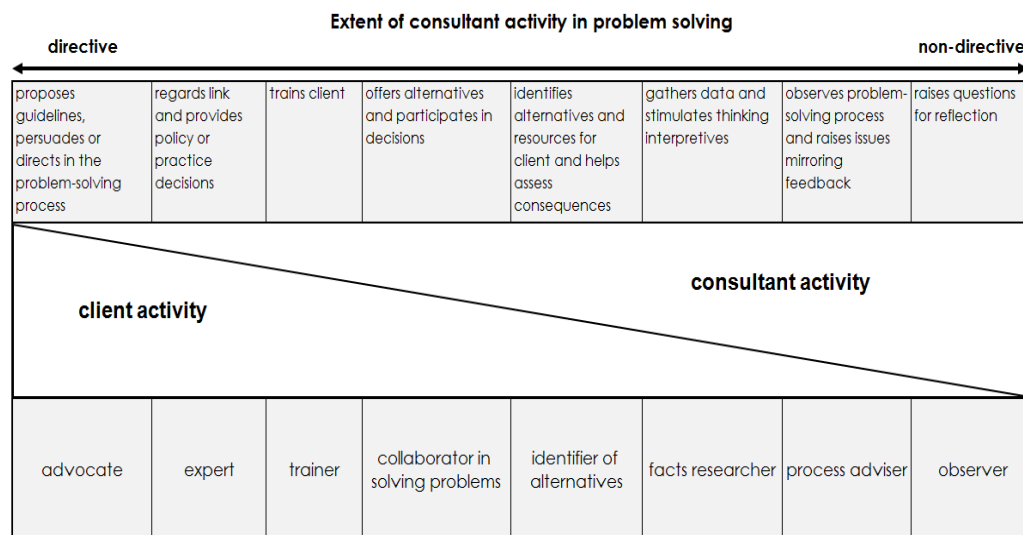 Extent of consultant activity in problem solving
directive
non-directive
proposes
guidelines,
persuades or
directs in the
problem-solving
process
regards link
and provides
policy or
practice
decisions
trains client
offers alternatives
and participates in
decisions
identifies
alternatives and
resources for
client and helps
assess
consequences
gathers data and
stimulates thinking
interpretives
observes problem-
solving process
and raises issues
mirroring
feedback
raises questions
for reflection
client activity
consultant activity
advocate
expert
trainer
collaborator in
solving problems
identifier of
alternatives
facts researcher
process adviser
observer